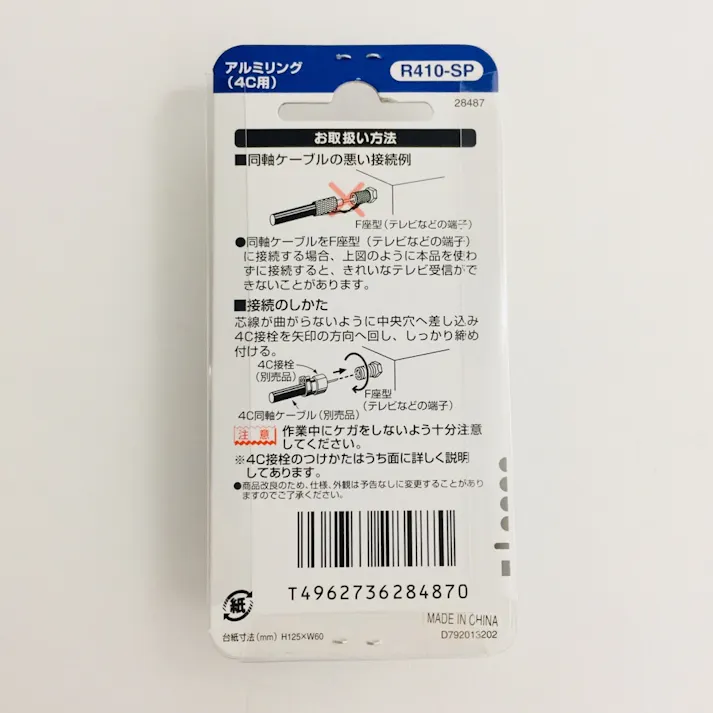 アルミリング
(4C用)
R410-SP
28487
お取扱い方法
■同軸ケーブルの悪い接続例
F座型(テレビなどの端子)
●同軸ケーブルをF座型(テレビなどの端子)
に接続する場合、上図のように本品を使わ
ずに接続すると、きれいなテレビ受信がで
きないことがあります。
■接続のしかた
芯線が曲がらないように中央穴へ差し込み
4C接栓を矢印の方向へ回し、しっかり締め
付ける。
4C接栓
(別売品)
F座型
(テレビなどの端子)
4C同軸ケーブル(別売品)
注意 作業中にケガをしないよう十分注意
してください。
※4C接栓のつけかたはうち面に詳しく説明
してあります。
●商品改良のため、仕様、外観は予告なしに変更することがあり
ますのでご了承ください。
T4962736284870
紙
MADE IN CHINA
台紙寸法(mm) H125×W60
D792013202